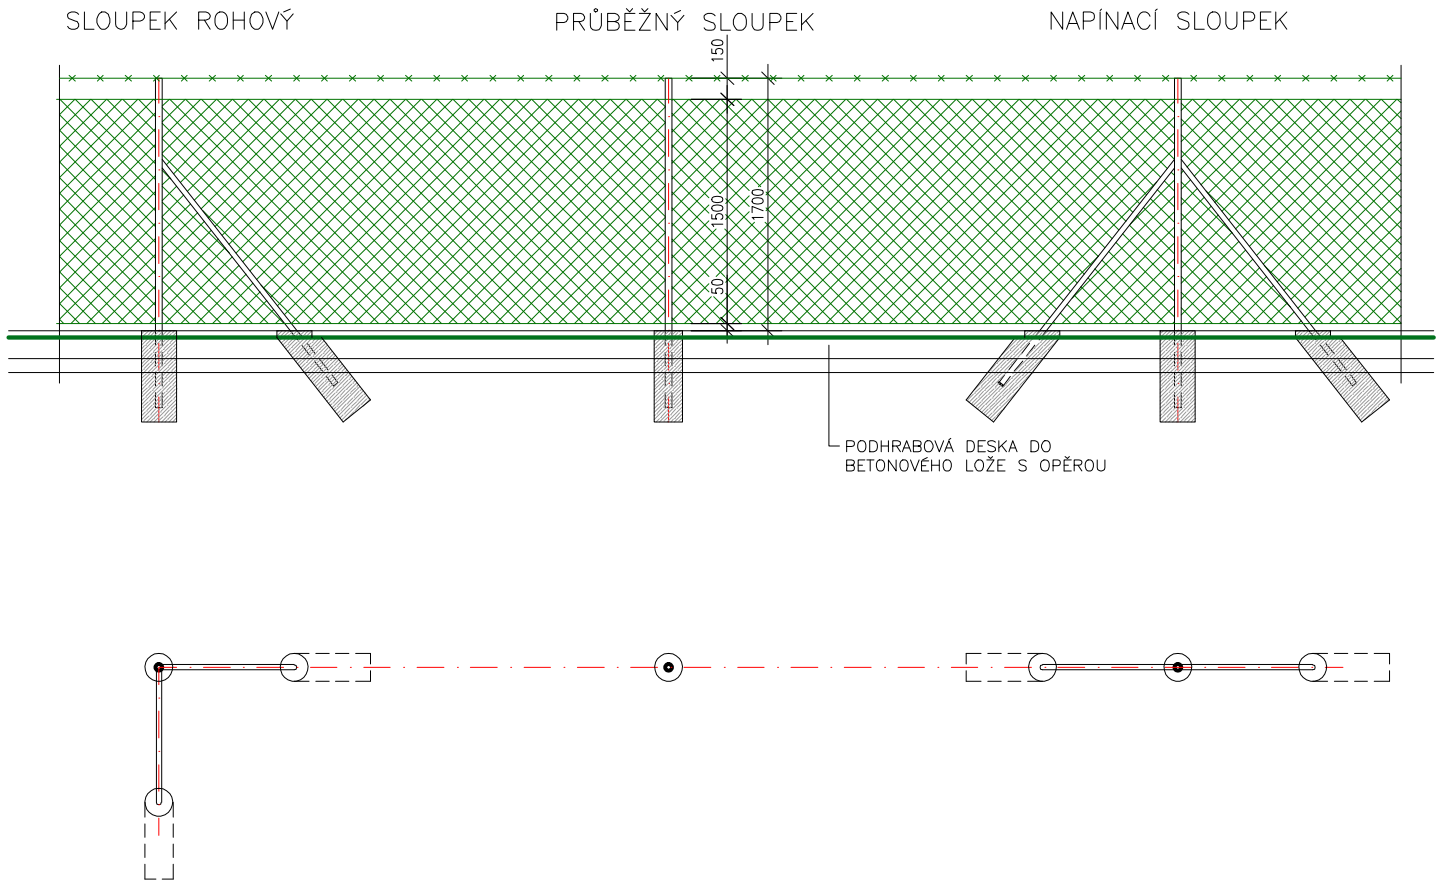 SLOUPEK ROHOVÝ
PRŮBĚŽNÝ SLOUPEK
NAPÍNACÍ SLOUPEK
150
1500
1700
50
PODHRABOVÁ DESKA DO
BETONOVÉHO LOŽE S OPĚROU